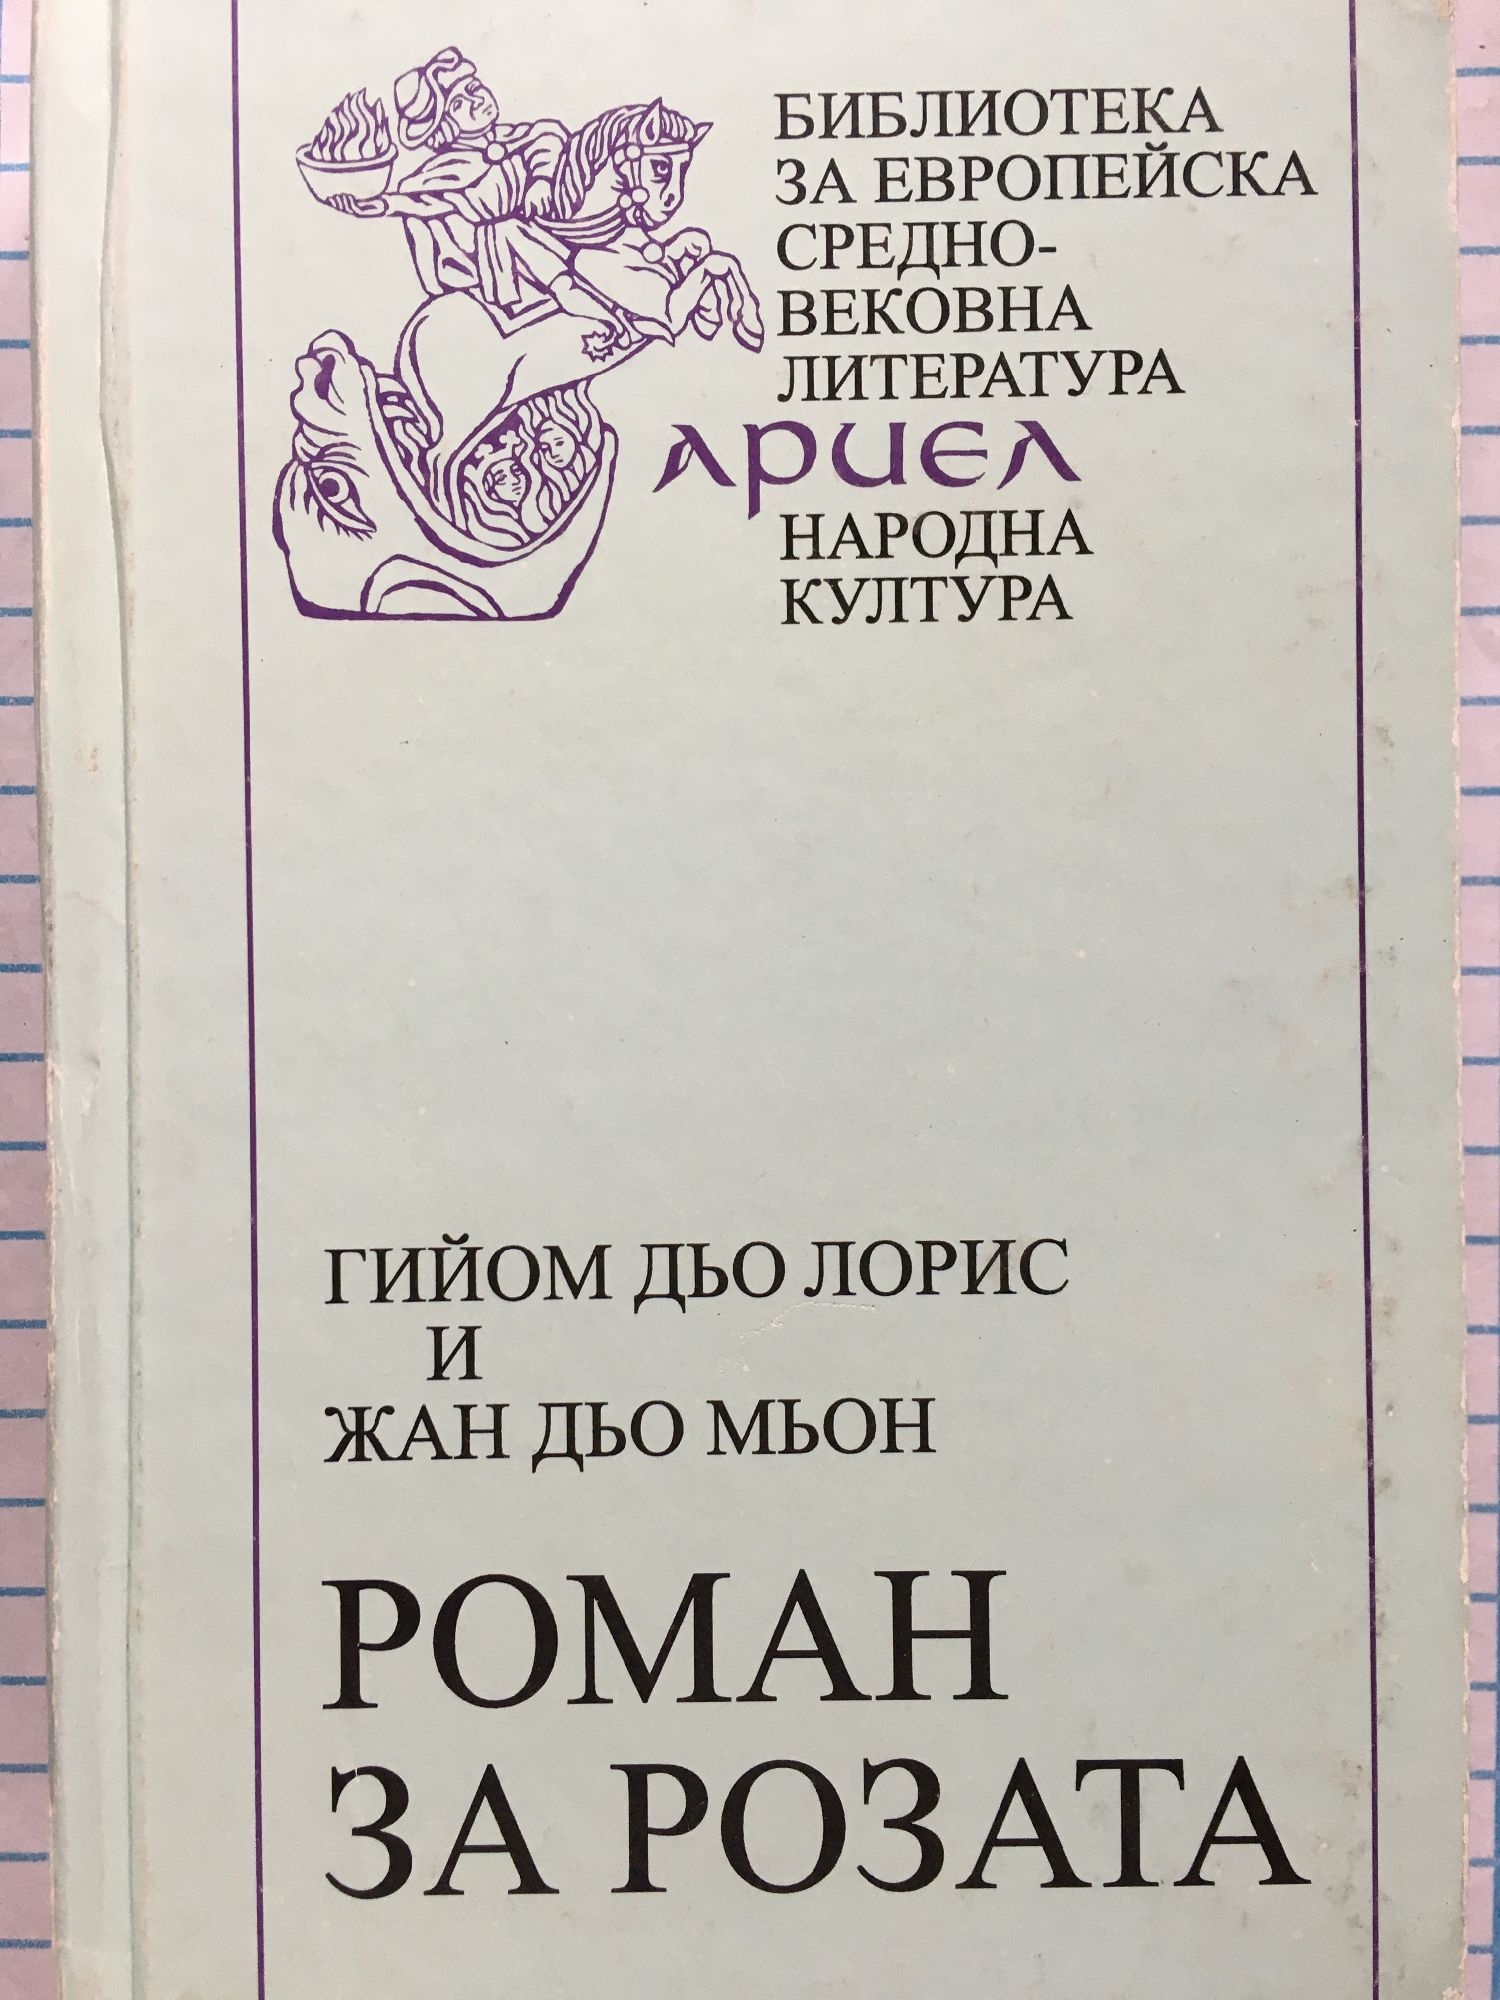 БИБЛИОТЕКА
ЗА ЕВРОПЕЙСКА
СРЕДНО-
ВЕКОВНА
ЛИТЕРАТУРА
АРИЕЛ
НАРОДНА
КУЛТУРА
ГИЙОМ ДЬО ЛОРИС
И
ЖАН ДЬО МЬОН
РОМАН
ЗА РОЗАТА